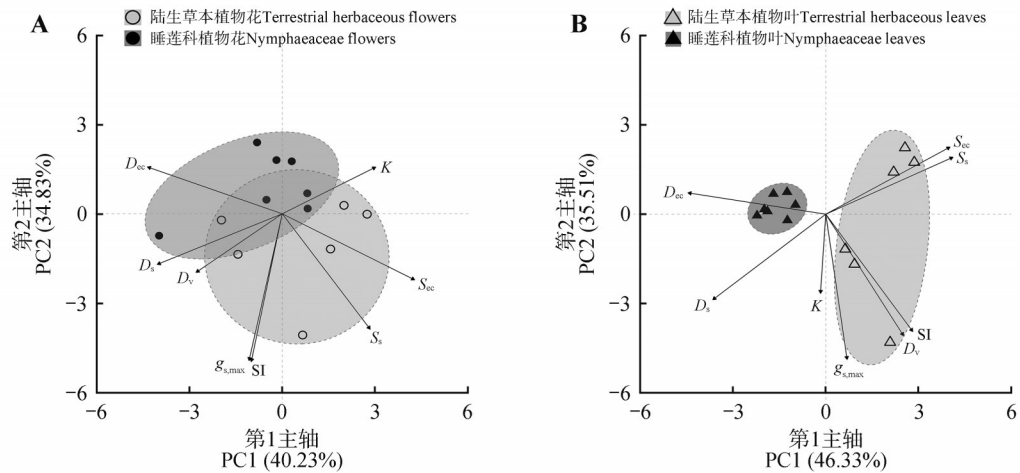 A
陆生草本植物花Terrestrial herbaceous flowers
睡莲科植物花Nymphaeaceae flowers
6
3
0
−3
−6
−6
−3
0
3
6
第2主轴
PC2 (34.83%)
第1主轴
PC1 (40.23%)
Dec
K
Ds
Dv
Sec
Ss
gs,max
SI
B
陆生草本植物叶Terrestrial herbaceous leaves
睡莲科植物叶Nymphaeaceae leaves
6
3
0
−3
−6
−6
−3
0
3
6
第2主轴
PC2 (35.51%)
第1主轴
PC1 (46.33%)
Sec
Ss
Dec
Ds
K
SI
Dv
gs,max